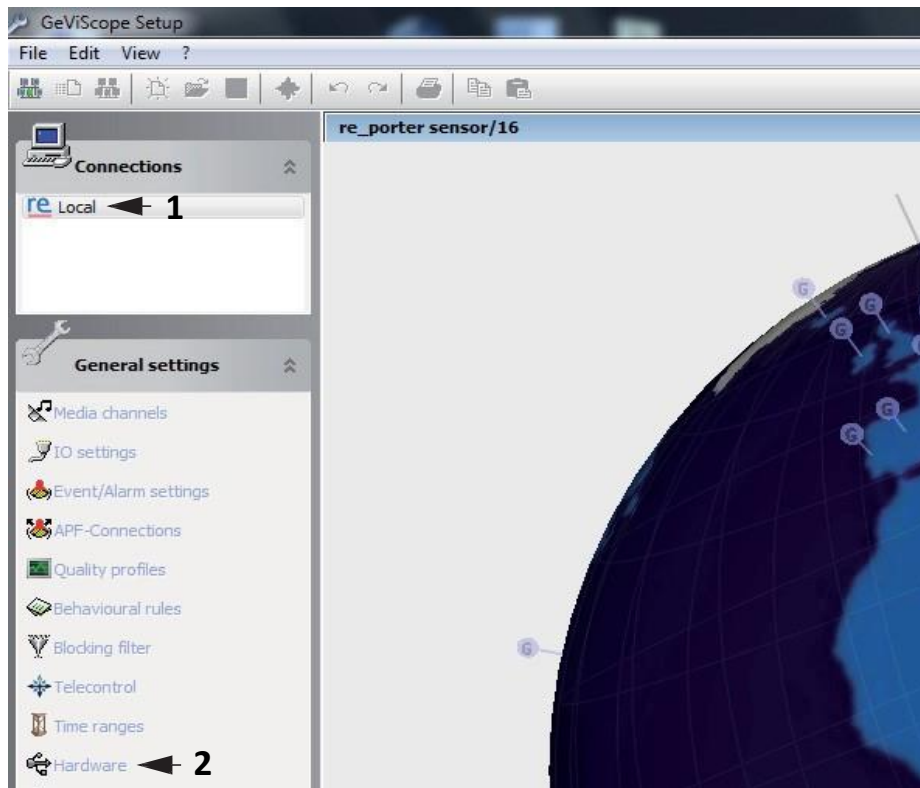 GeViScope Setup
File Edit View ?
re_porter sensor/16
Connections
re Local 1
General settings
Media channels
IO settings
Event/Alarm settings
APF-Connections
Quality profiles
Behavioural rules
Blocking filter
Telecontrol
Time ranges
Hardware 2
G
G
G
G
G
G